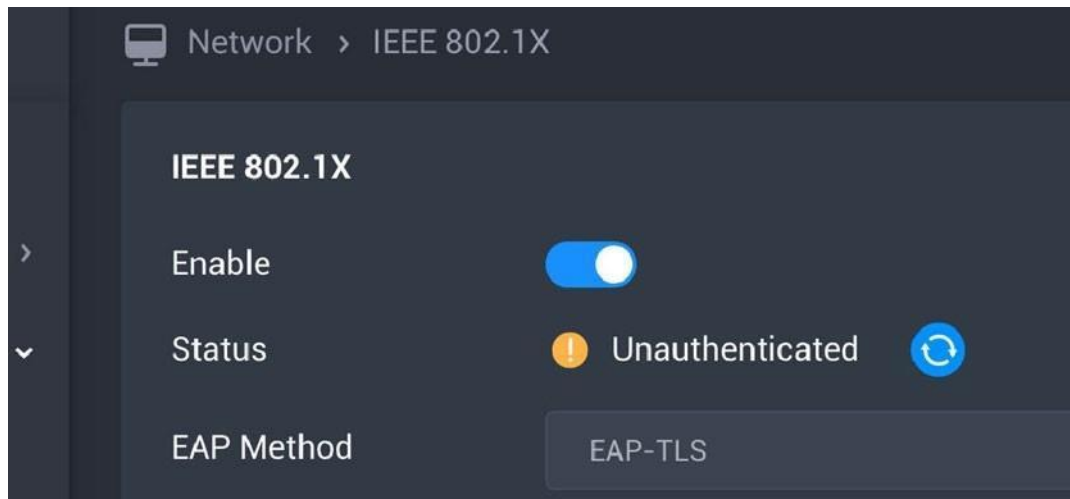 Network > IEEE 802.1X
IEEE 802.1X
Enable
Status ! Unauthenticated
EAP Method EAP-TLS